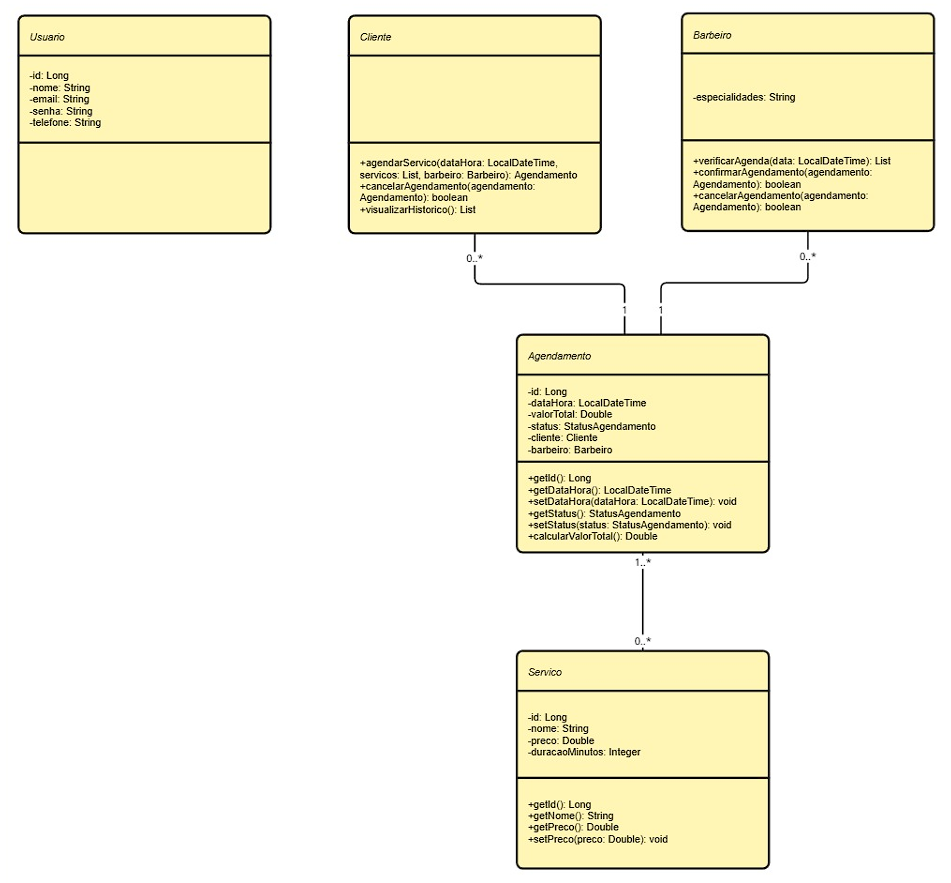 Usuario
-id: Long
-nome: String
-email: String
-senha: String
-telefone: String
Cliente
+agendarServico(dataHora: LocalDateTime,
servicos: List, barbeiro: Barbeiro): Agendamento
+cancelarAgendamento(agendamento:
Agendamento): boolean
+visualizarHistorico(): List
Barbeiro
-especialidades: String
+verificarAgenda(data: LocalDateTime): List
+confirmarAgendamento(agendamento:
Agendamento): boolean
+cancelarAgendamento(agendamento:
Agendamento): boolean
0..*
0..*
1
1
Agendamento
-id: Long
-dataHora: LocalDateTime
-valorTotal: Double
-status: StatusAgendamento
-cliente: Cliente
-barbeiro: Barbeiro
+getId(): Long
+getDataHora(): LocalDateTime
+setDataHora(dataHora: LocalDateTime): void
+getStatus(): StatusAgendamento
+setStatus(status: StatusAgendamento): void
+calcularValorTotal(): Double
1..*
0..*
Servico
-id: Long
-nome: String
-preco: Double
-duracaoMinutos: Integer
+getId(): Long
+getNome(): String
+getPreco(): Double
+setPreco(preco: Double): void